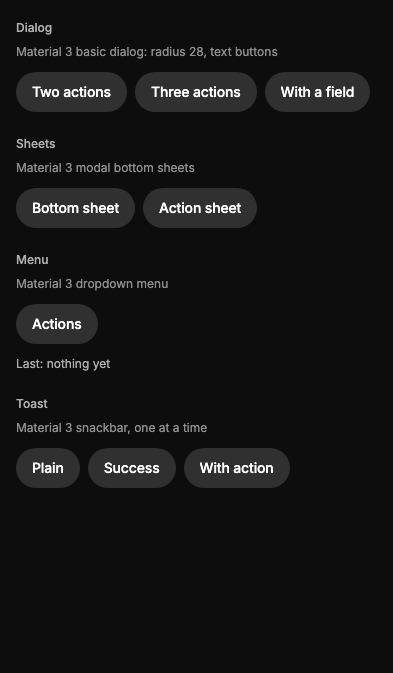 Dialog
Material 3 basic dialog: radius 28, text buttons
Two actions Three actions With a field
Sheets
Material 3 modal bottom sheets
Bottom sheet Action sheet
Menu
Material 3 dropdown menu
Actions
Last: nothing yet
Toast
Material 3 snackbar, one at a time
Plain Success With action